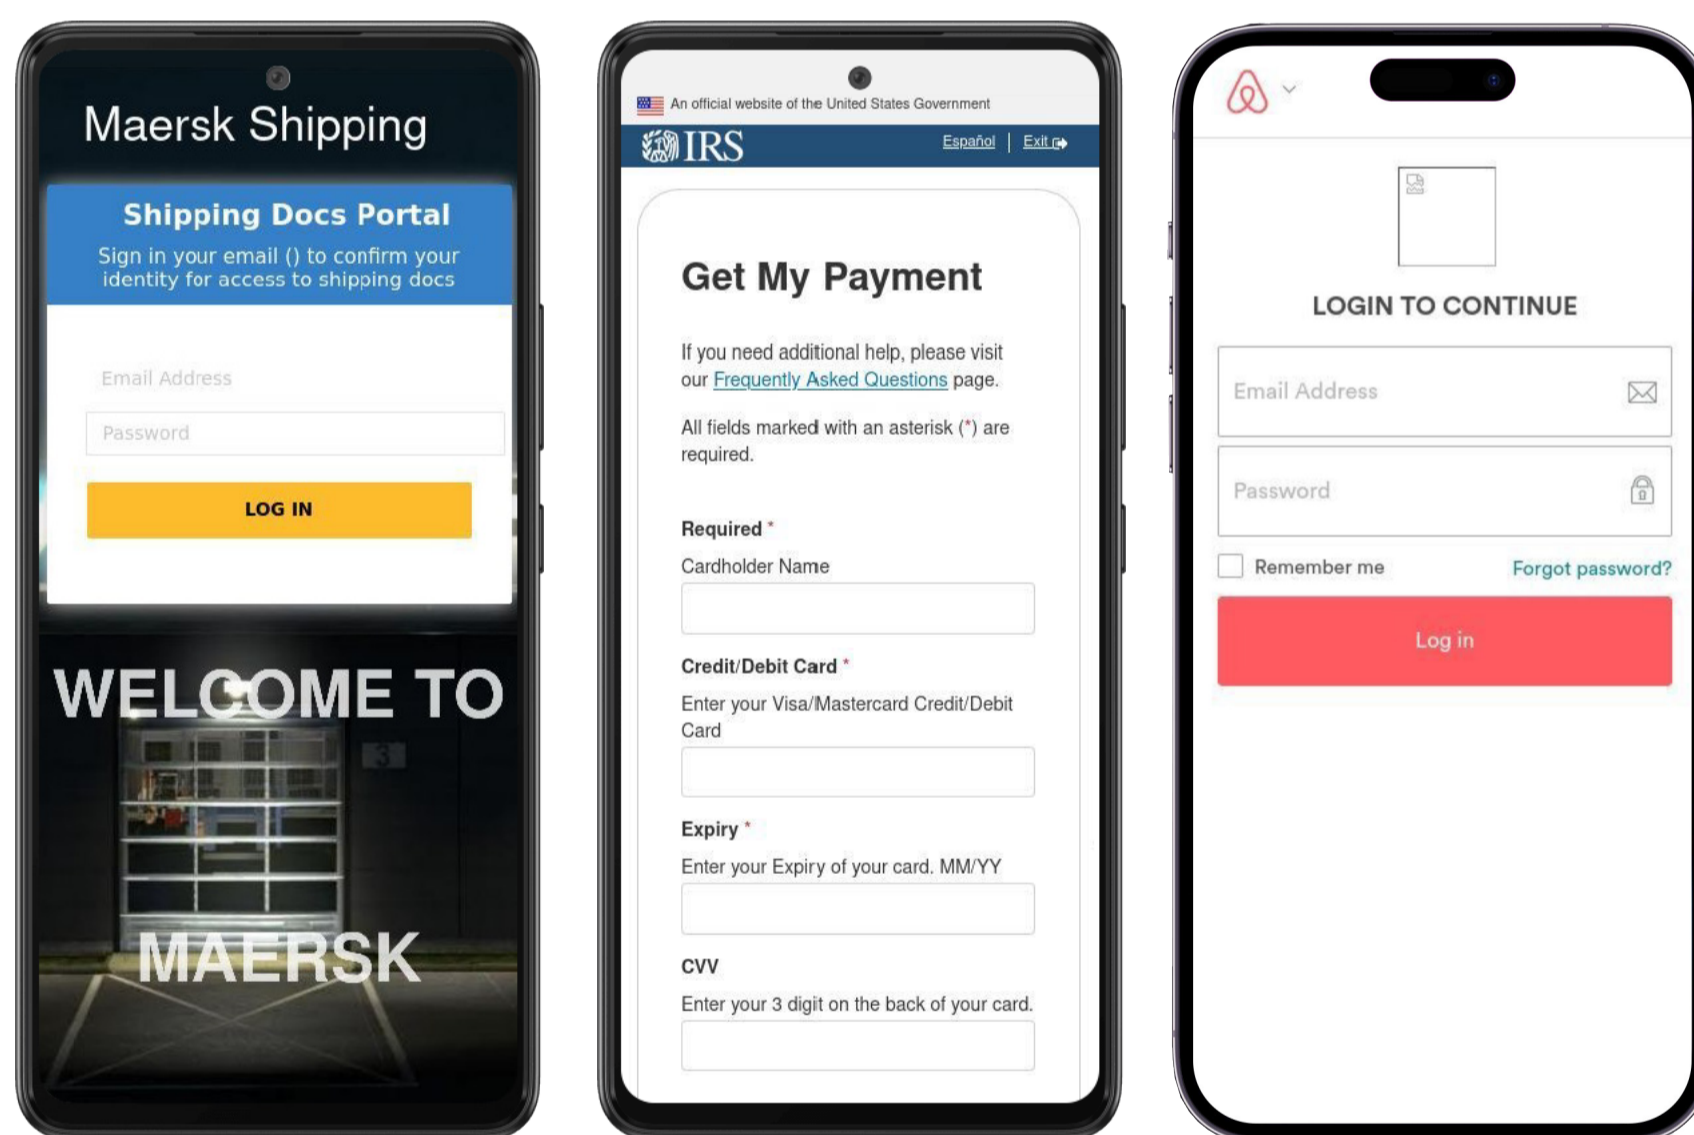 Maersk Shipping
Shipping Docs Portal
Sign in your email () to confirm your
identity for access to shipping docs
Email Address
Password
LOG IN
WELCOME TO
3
MAERSK
An official website of the United States Government
IRS
Español
Exit
Get My Payment
If you need additional help, please visit
our Frequently Asked Questions page.
All fields marked with an asterisk (*) are
required.
Required *
Cardholder Name
Credit/Debit Card *
Enter your Visa/Mastercard Credit/Debit
Card
Expiry *
Enter your Expiry of your card. MM/YY
CVV
Enter your 3 digit on the back of your card.
LOGIN TO CONTINUE
Email Address
Password
Remember me
Forgot password?
Log in